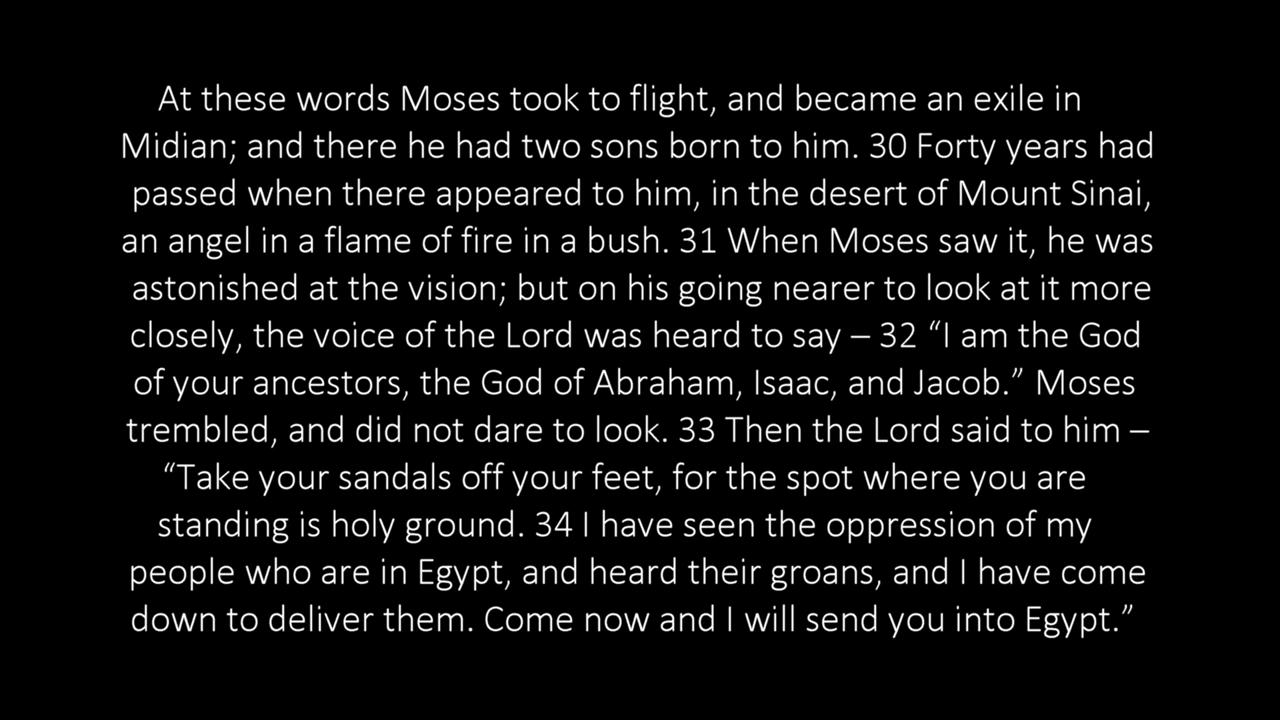 At these words Moses took to flight, and became an exile in
Midian; and there he had two sons born to him. 30 Forty years had
passed when there appeared to him, in the desert of Mount Sinai,
an angel in a flame of fire in a bush. 31 When Moses saw it, he was
astonished at the vision; but on his going nearer to look at it more
closely, the voice of the Lord was heard to say – 32 “I am the God
of your ancestors, the God of Abraham, Isaac, and Jacob.” Moses
trembled, and did not dare to look. 33 Then the Lord said to him –
“Take your sandals off your feet, for the spot where you are
standing is holy ground. 34 I have seen the oppression of my
people who are in Egypt, and heard their groans, and I have come
down to deliver them. Come now and I will send you into Egypt.”